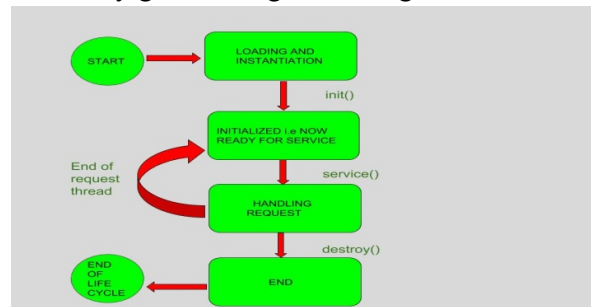 START
LOADING AND
INSTANTIATION
init()
INITIALIZED i.e NOW
READY FOR SERVICE
End of
request
thread
service()
HANDLING
REQUEST
destroy()
END
OF
LIFE
CYCLE
END